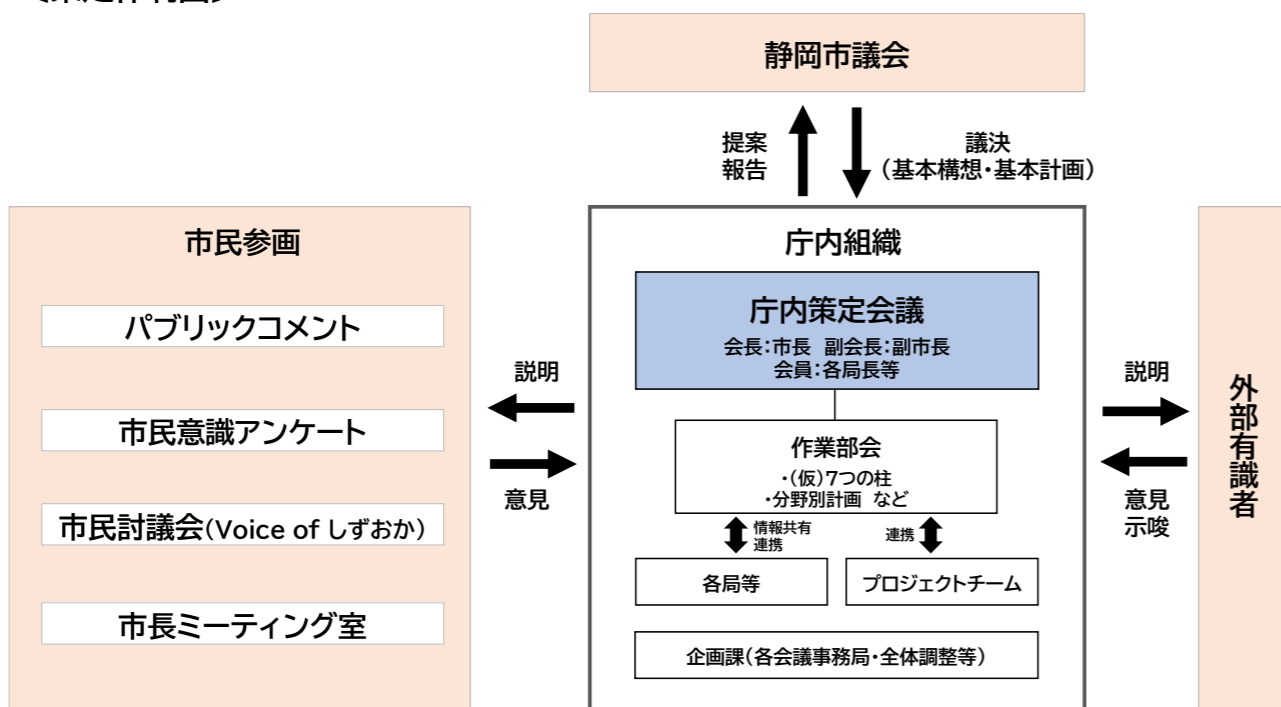 静岡市議会
提案
報告
議決
(基本構想・基本計画)
市民参画
パブリックコメント
市民意識アンケート
市民討議会(Voice of しずおか)
市長ミーティング室
説明
意見
庁内組織
庁内策定会議
会長:市長 副会長:副市長
会員:各局長等
作業部会
・(仮)7つの柱
・分野別計画 など
情報共有
連携
連携
各局等
プロジェクトチーム
企画課(各会議事務局・全体調整等)
説明
意見
示唆
外部有識者